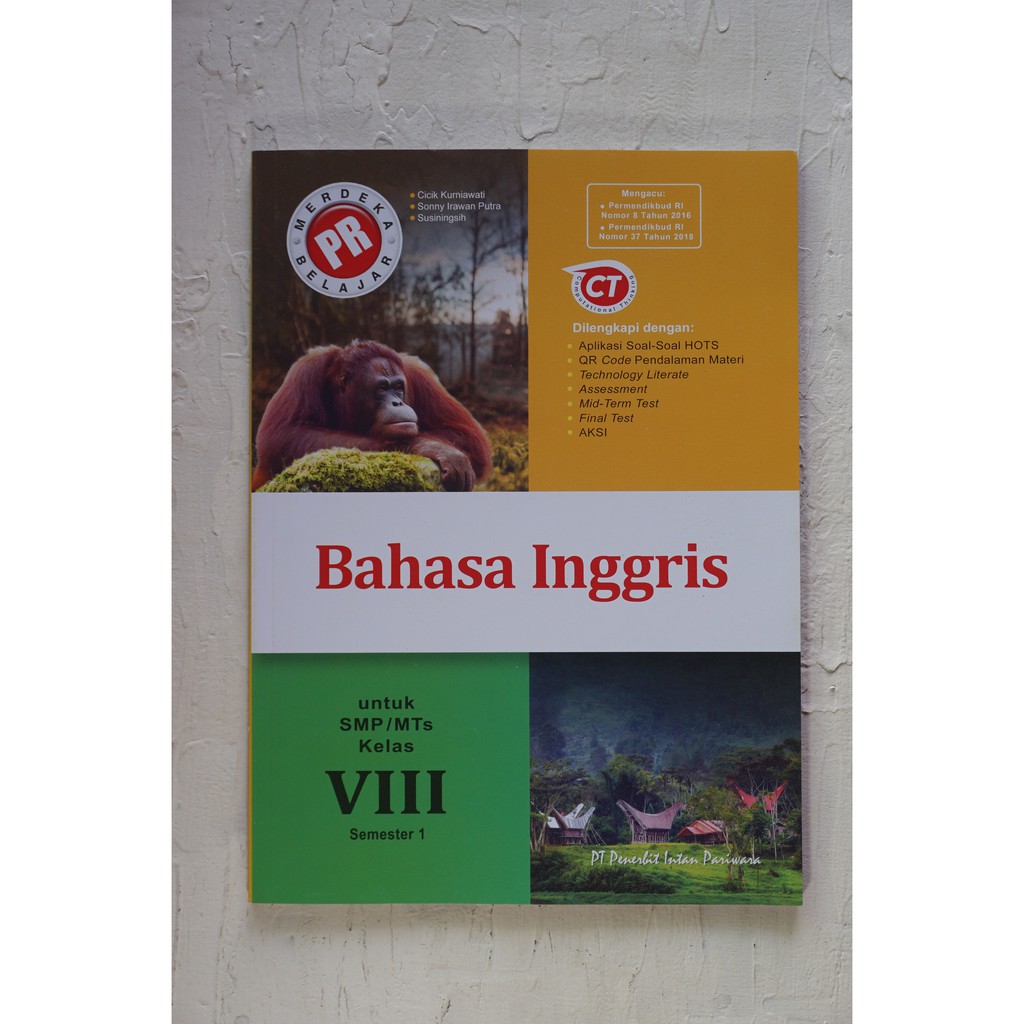 MERDEKA
PR
BELAJAR
• Cicik Kurniawati
• Sonny Irawan Putra
• Susiningsih
Mengacu:
• Permendikbud RI
Nomor 8 Tahun 2016
• Permendikbud RI
Nomor 37 Tahun 2018
CT
Computational Thinking
Dilengkapi dengan:
• Aplikasi Soal-Soal HOTS
• QR Code Pendalaman Materi
• Technology Literate
• Assessment
• Mid-Term Test
• Final Test
• AKSI
Bahasa Inggris
untuk
SMP/MTs
Kelas
VIII
Semester 1
PT Penerbit Intan Pariwara